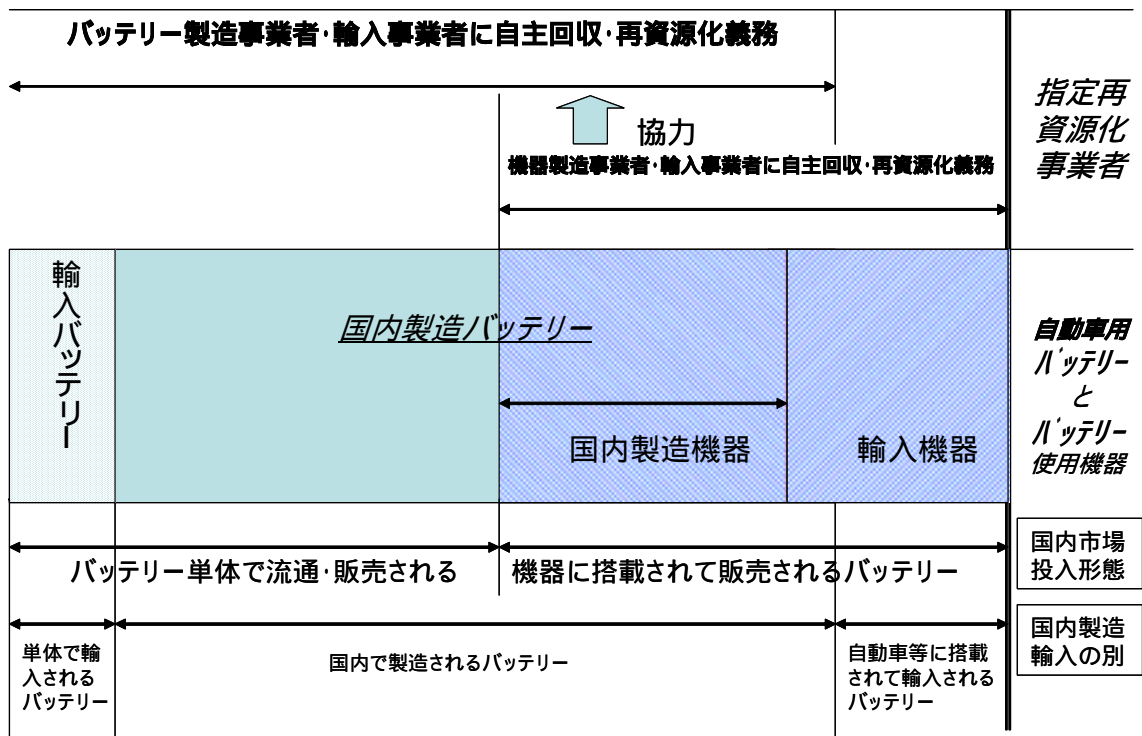 バッテリー製造事業者・輸入事業者に自主回収・再資源化義務
協力
機器製造事業者・輸入事業者に自主回収・再資源化義務
指定再
資源化
事業者
輸入バッテリー
国内製造バッテリー
国内製造機器
輸入機器
自動車用
バッテリー
と
バッテリー
使用機器
バッテリー単体で流通・販売される
機器に搭載されて販売されるバッテリー
国内市場
投入形態
単体で輸
入される
バッテリー
国内で製造されるバッテリー
自動車等に搭載
されて輸入される
バッテリー
国内製造
輸入の別